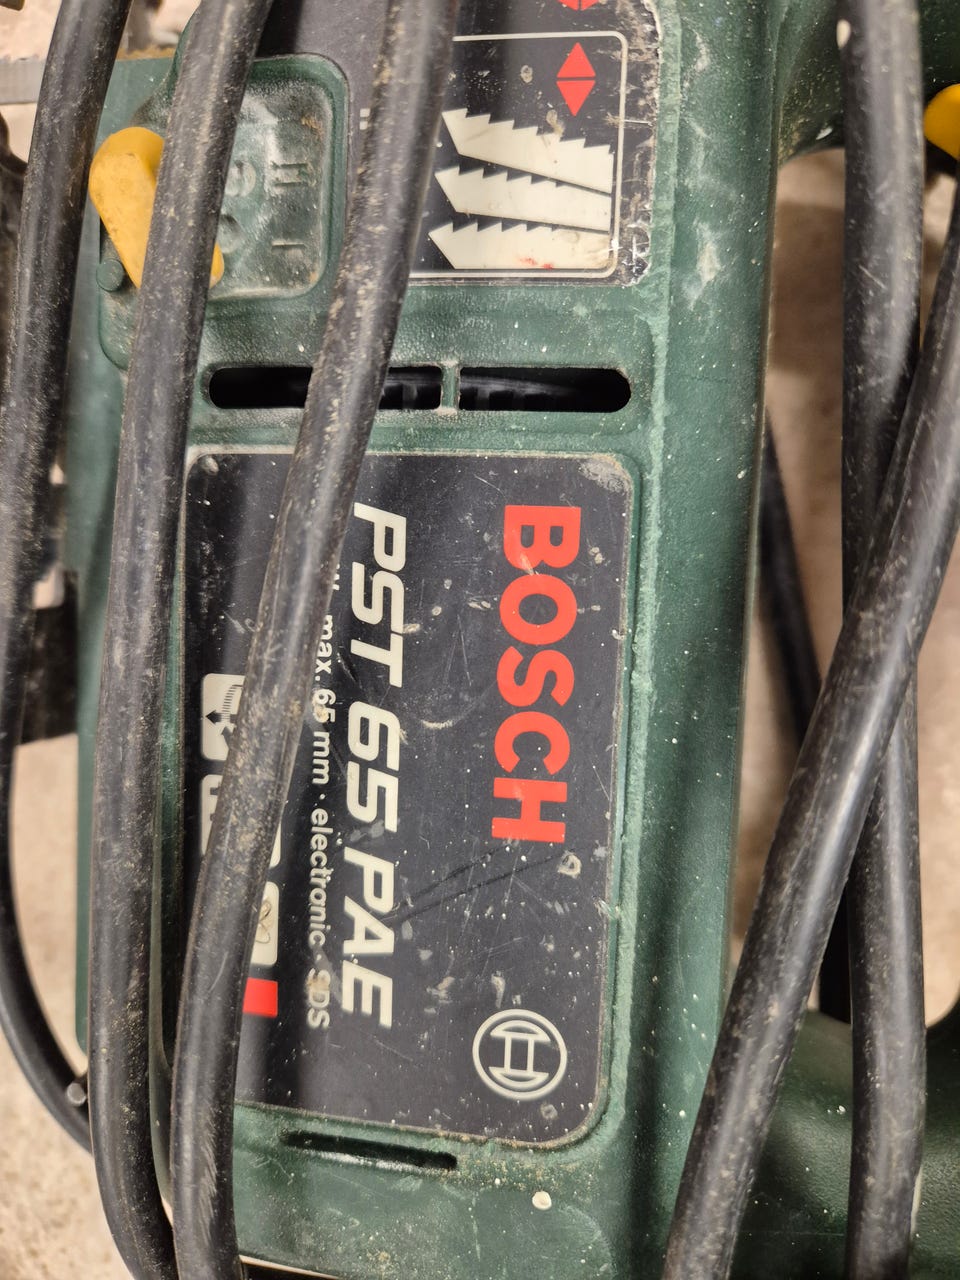 BOSCH
PST 65 PAE
max. 65 mm · electronic · SDS